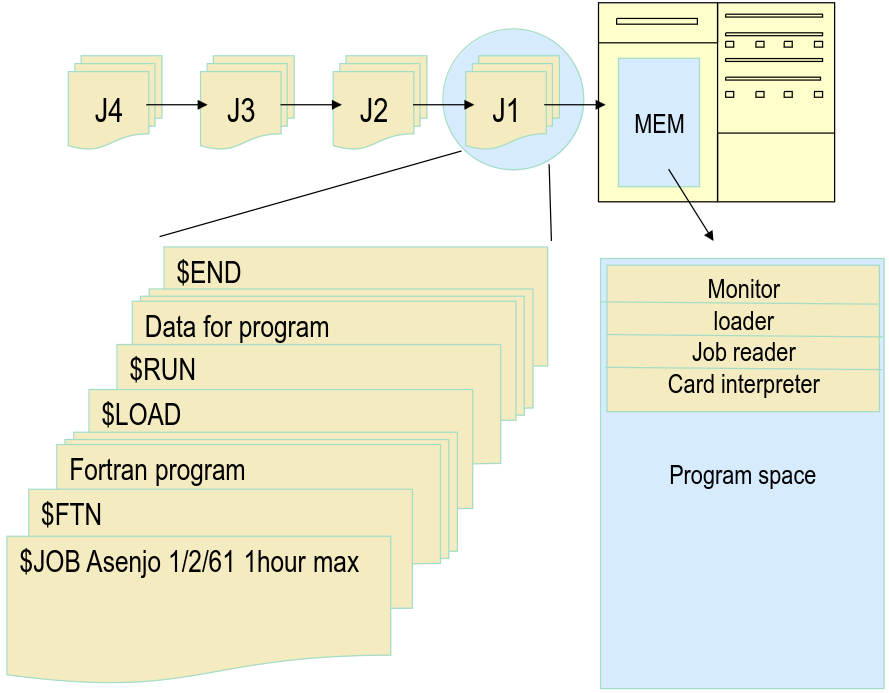 J4
J3
J2
J1
MEM
$END
Data for program
$RUN
$LOAD
Fortran program
$FTN
$JOB Asenjo 1/2/61 1hour max
Monitor
loader
Job reader
Card interpreter
Program space